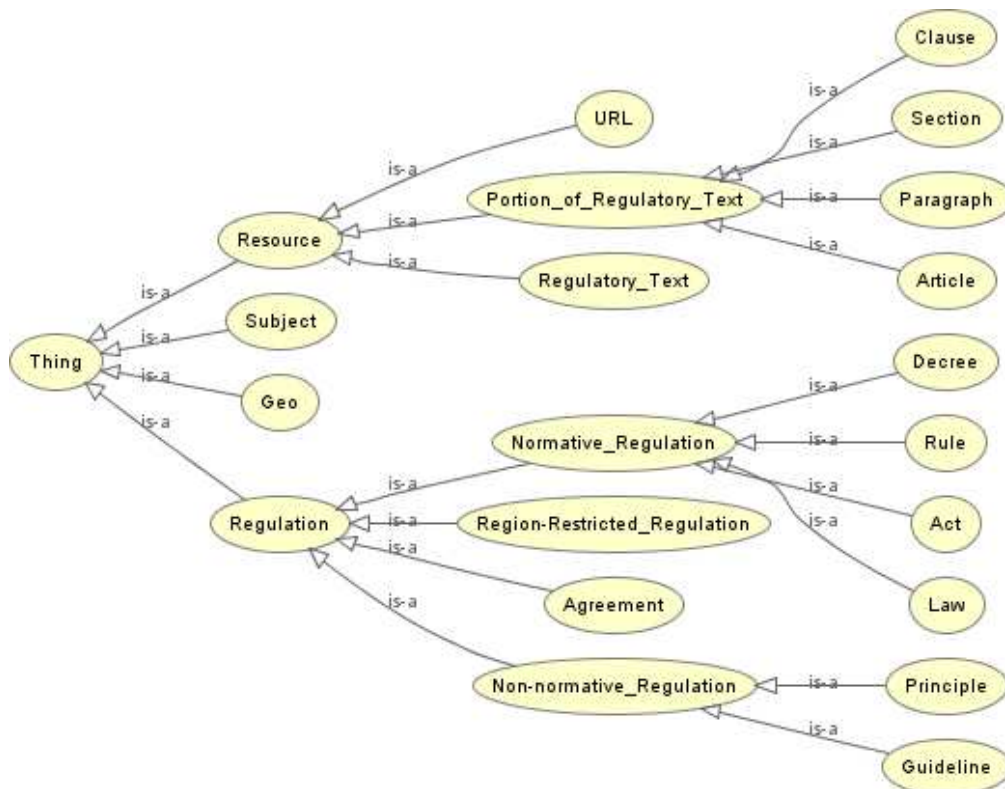 Clause
is-a
URL
Section
is-a
is-a
Portion_of_Regulatory_Text
is-a
Paragraph
is-a
Resource
is-a
is-a
Regulatory_Text
Article
is-a
Subject
is-a
Thing
is-a
Decree
Geo
is-a
is-a
Normative_Regulation
is-a
Rule
is-a
is-a
Regulation
is-a
Region-Restricted_Regulation
is-a
Act
is-a
is-a
Agreement
Law
Non-normative_Regulation
is-a
Principle
is-a
Guideline